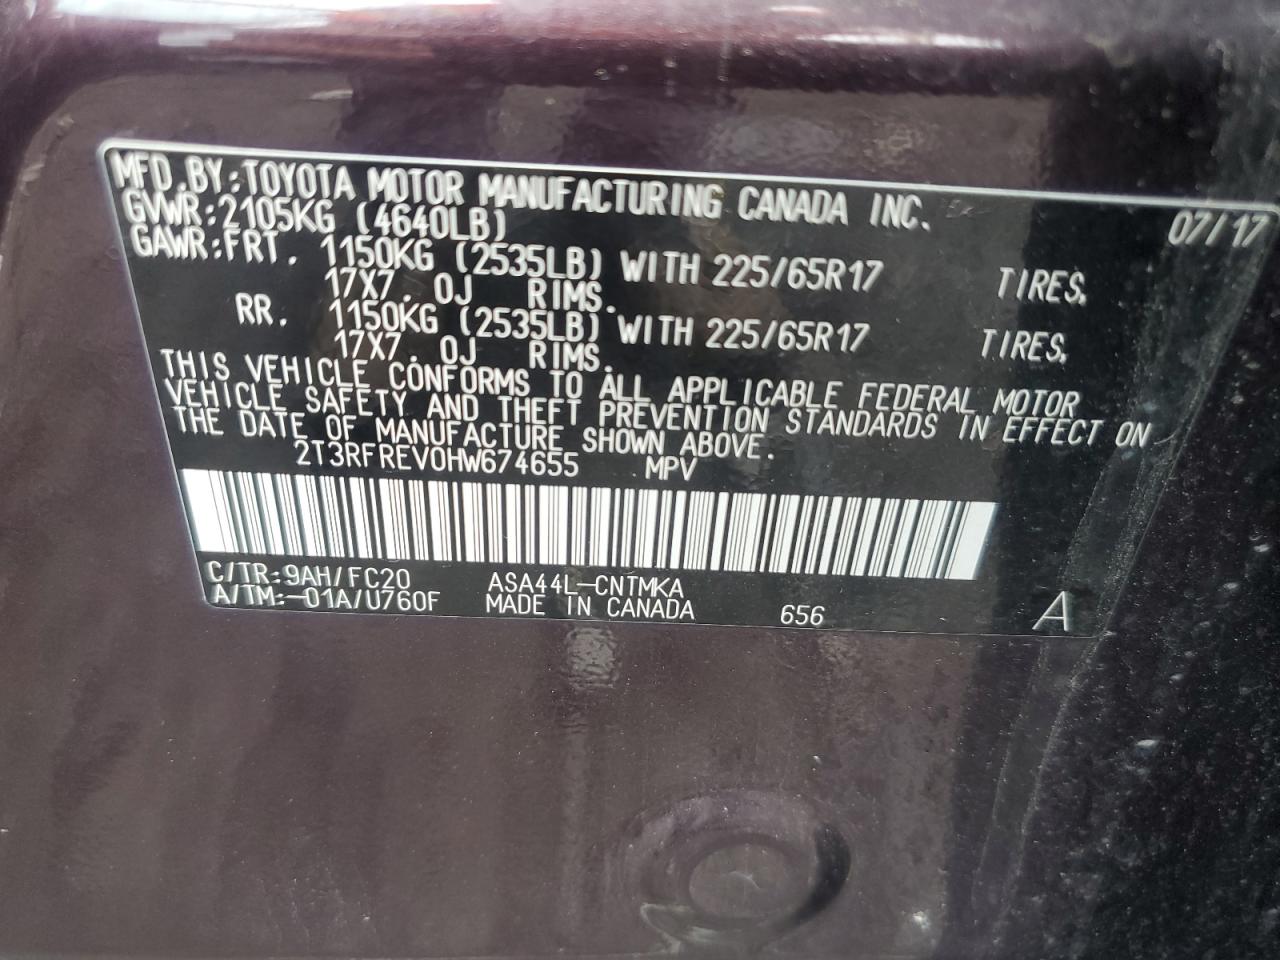 MFD.BY:TOYOTA MOTOR MANUFACTURING CANADA INC. 07/17
GVWR:2105KG (4640LB)
GAWR:FRT. 1150KG (2535LB) WITH 225/65R17 TIRES,
17X7.0J RIMS.
RR. 1150KG (2535LB) WITH 225/65R17 TIRES,
17X7.0J RIMS.
THIS VEHICLE CONFORMS TO ALL APPLICABLE FEDERAL MOTOR
VEHICLE SAFETY AND THEFT PREVENTION STANDARDS IN EFFECT ON
THE DATE OF MANUFACTURE SHOWN ABOVE.
2T3RFREV0HW674655 MPV
C/TR:9AH/FC20 ASA44L-CNTMKA
A/TM:-01A/U760F MADE IN CANADA 656 A